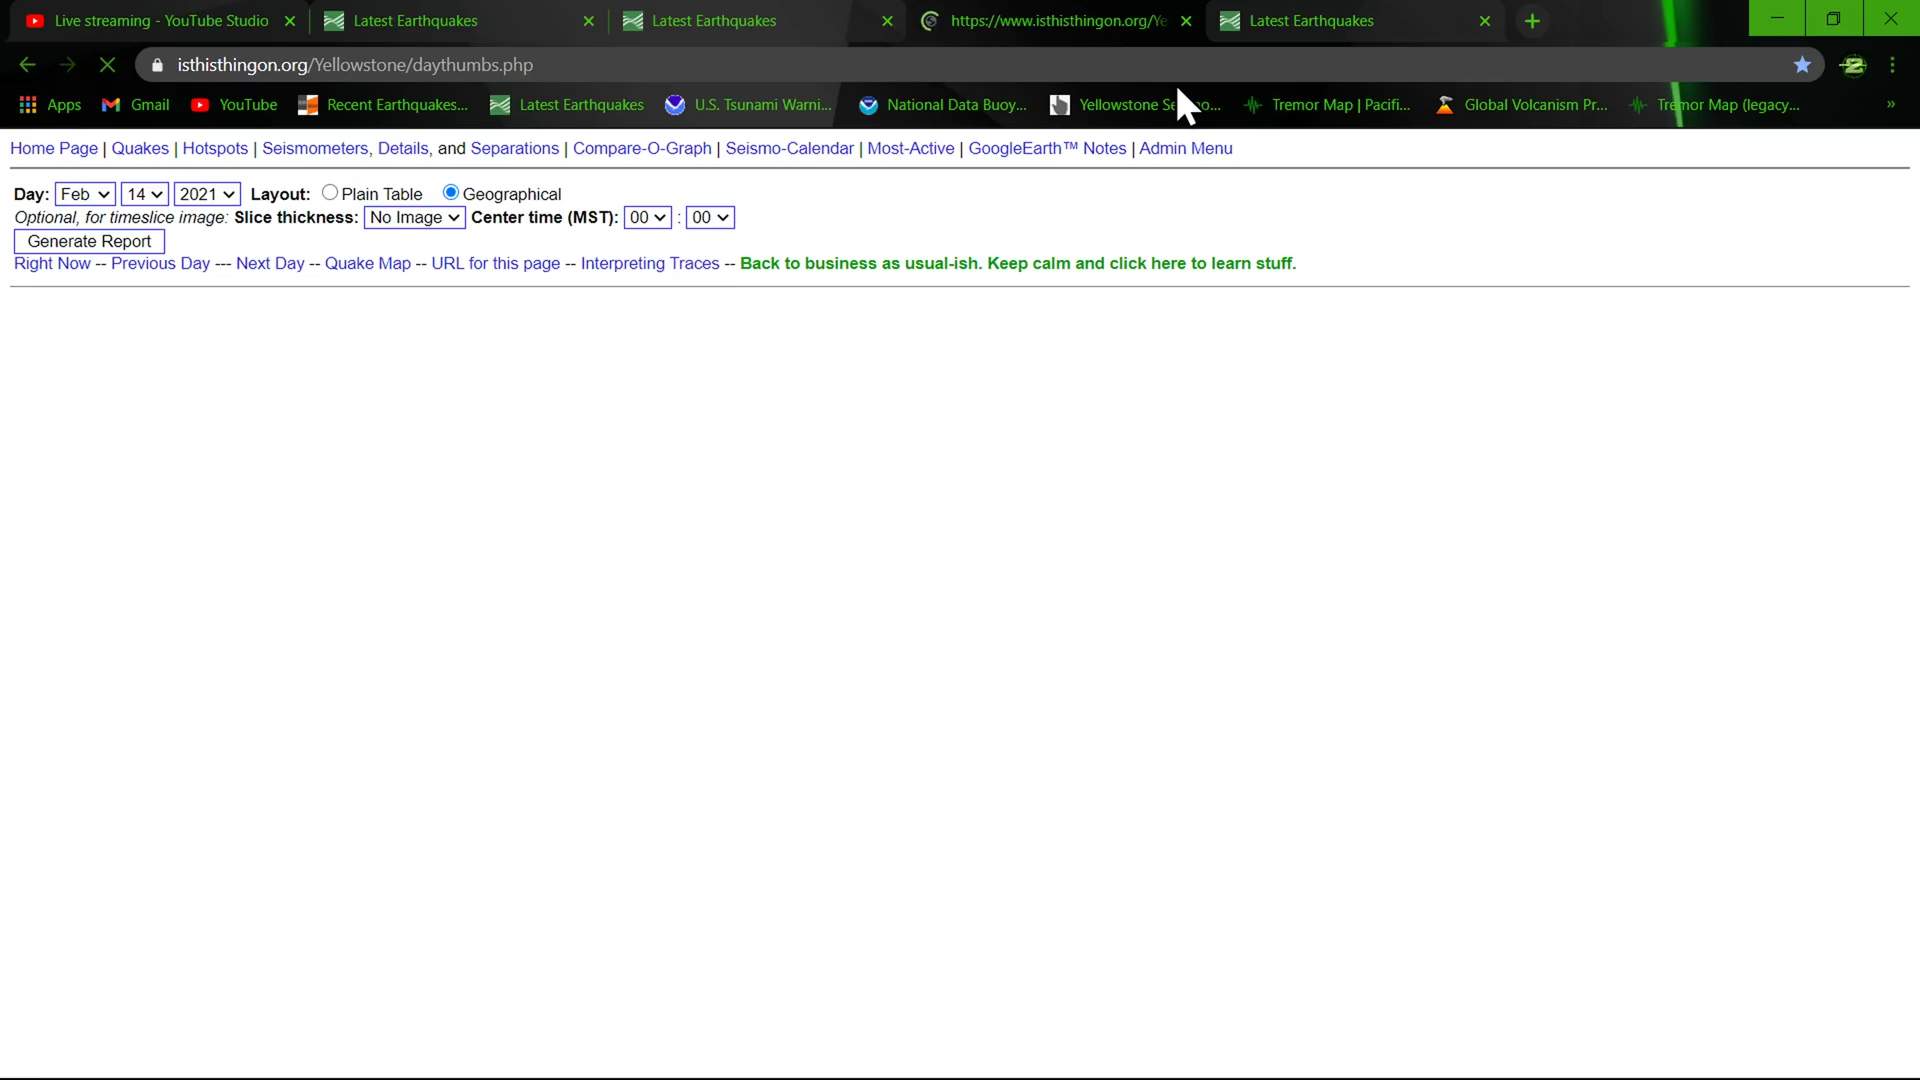 Live streaming - YouTube Studio
Latest Earthquakes
Latest Earthquakes
https://www.isthisthingon.org/Ye
Latest Earthquakes
isthisthingon.org/Yellowstone/daythumbs.php
Apps
Gmail
YouTube
Recent Earthquakes...
Latest Earthquakes
U.S. Tsunami Warni...
National Data Buoy...
Yellowstone
Tremor Map | Pacifi...
Global Volcanism Pr...
Tremor Map (legacy...
»
Home Page | Quakes | Hotspots | Seismometers, Details, and Separations | Compare-O-Graph | Seismo-Calendar | Most-Active | GoogleEarth™ Notes | Admin Menu
Day: Feb 14 2021 Layout: Plain Table Geographical
Optional, for timeslice image: Slice thickness: No Image Center time (MST): 00 : 00
Generate Report
Right Now -- Previous Day --- Next Day -- Quake Map -- URL for this page -- Interpreting Traces -- Back to business as usual-ish. Keep calm and click here to learn stuff.